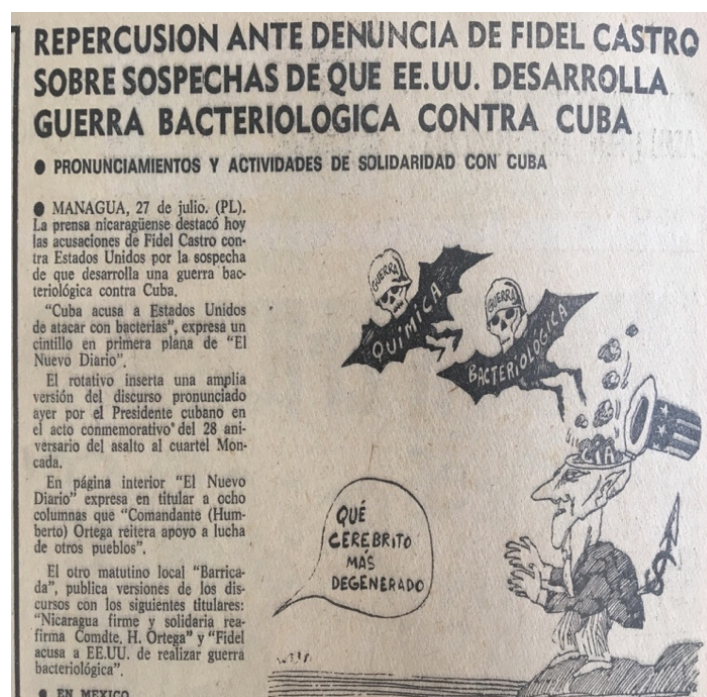 REPERCUSION ANTE DENUNCIA DE FIDEL CASTRO
SOBRE SOSPECHAS DE QUE EE.UU. DESARROLLA
GUERRA BACTERIOLOGICA CONTRA CUBA
● PRONUNCIAMIENTOS Y ACTIVIDADES DE SOLIDARIDAD CON CUBA
● MANAGUA, 27 de julio. (PL).
La prensa nicaragüense destacó hoy
las acusaciones de Fidel Castro con-
tra Estados Unidos por la sospecha
de que desarrolla una guerra bac-
teriológica contra Cuba.
“Cuba acusa a Estados Unidos
de atacar con bacterias”, expresa un
cintillo en primera plana de “El
Nuevo Diario”.
El rotativo inserta una amplia
versión del discurso pronunciado
ayer por el Presidente cubano en
el acto conmemorativo del 28 ani-
versario del asalto al cuartel Mon-
cada.
En página interior “El Nuevo
Diario” expresa en titular a ocho
columnas que “Comandante (Hum-
berto) Ortega reitera apoyo a lucha
de otros pueblos”.
El otro matutino local “Barrica-
da”, publica versiones de los dis-
cursos con los siguientes titulares:
“Nicaragua firme y solidaria rea-
firma Comdte. H. Ortega” y “Fidel
acusa a EE.UU. de realizar guerra
bacteriológica”.
● EN MEXICO
GUERRA
QUÍMICA
GUERRA
BACTERIOLÓGICA
CIA
QUÉ
CEREBRITO
MÁS
DEGENERADO